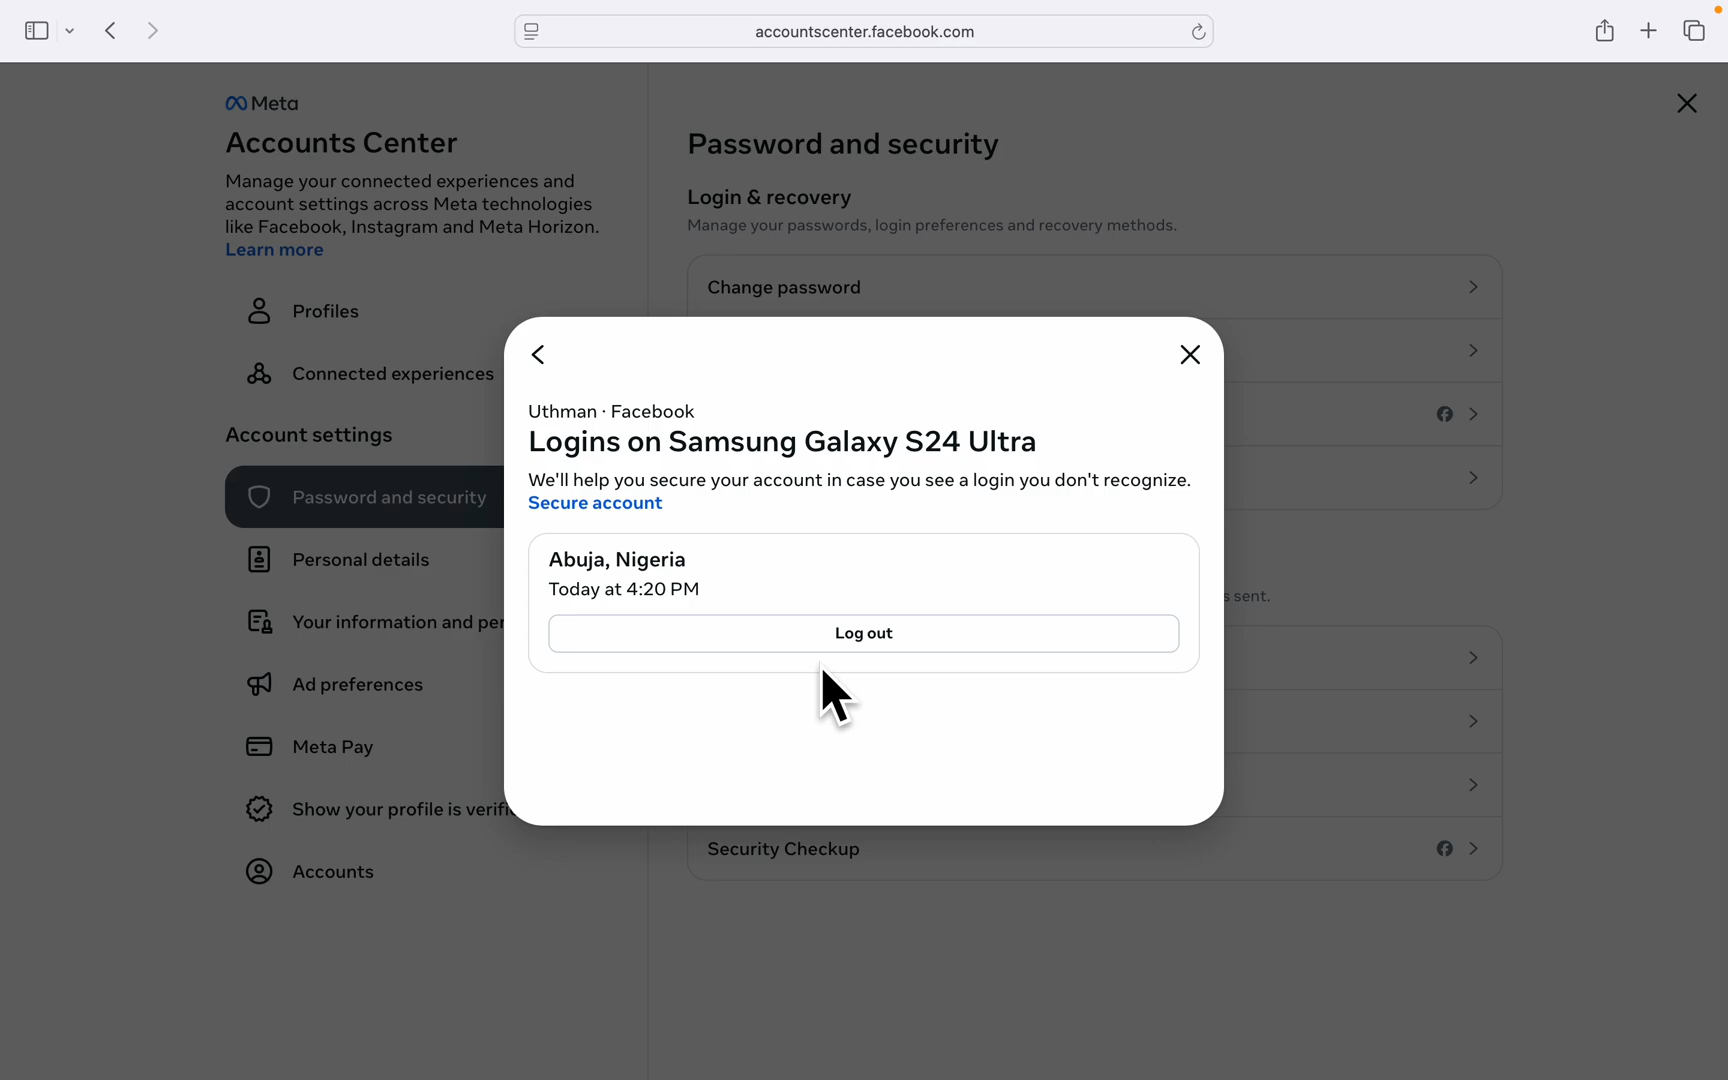 accountscenter.facebook.com
Meta
Accounts Center
Manage your connected experiences and
account settings across Meta technologies
like Facebook, Instagram and Meta Horizon.
Learn more
Profiles
Connected experiences
Account settings
Password and security
Personal details
Your information and per
Ad preferences
Meta Pay
Show your profile is verifi
Accounts
Password and security
Login & recovery
Manage your passwords, login preferences and recovery methods.
Change password
s sent.
Security Checkup
Uthman · Facebook
Logins on Samsung Galaxy S24 Ultra
We'll help you secure your account in case you see a login you don't recognize.
Secure account
Abuja, Nigeria
Today at 4:20 PM
Log out